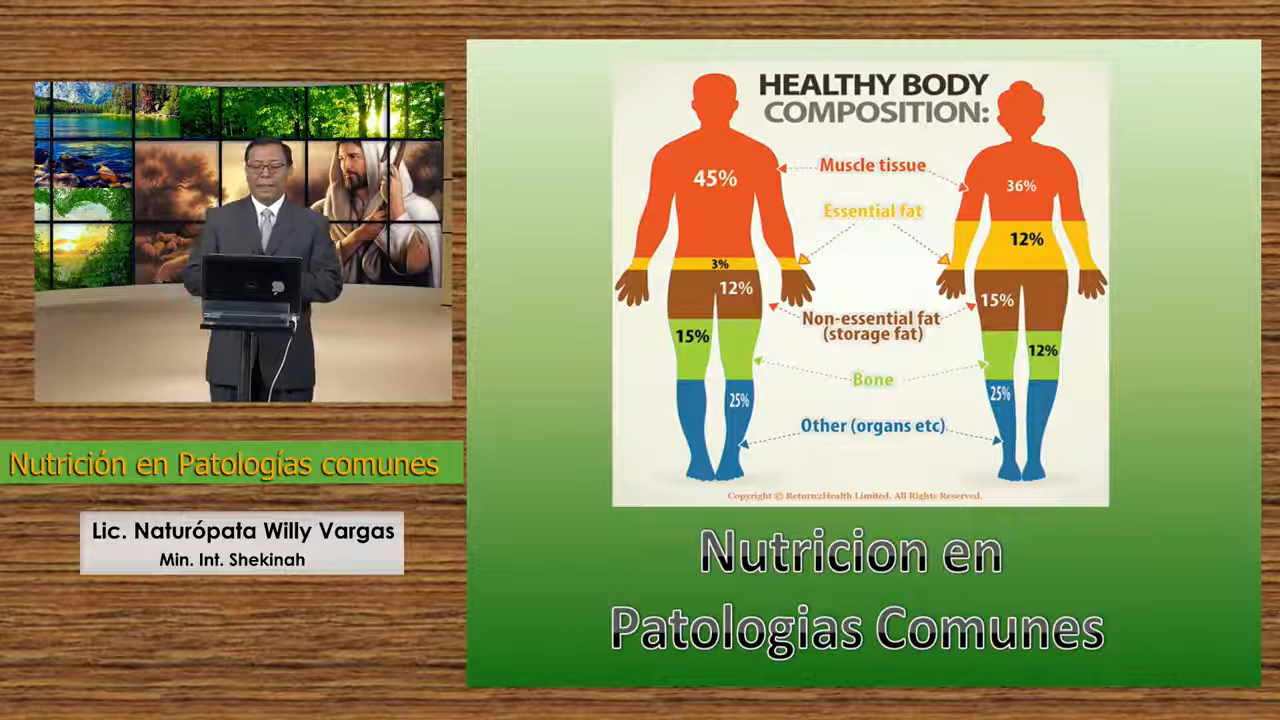 Nutrición en Patologías comunes
Lic. Naturópata Willy Vargas
Min. Int. Shekinah
HEALTHY BODY
COMPOSITION:
Muscle tissue
45%
36%
Essential fat
3%
12%
Non-essential fat
(storage fat)
12%
15%
Bone
15%
12%
Other (organs etc)
25%
25%
Copyright © Return2Health Limited. All Rights Reserved.
Nutricion en
Patologias Comunes